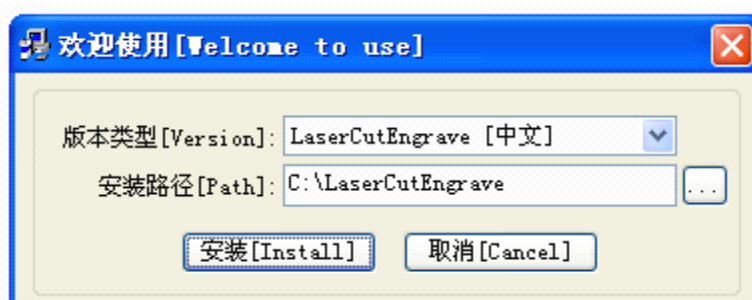 欢迎使用[Welcome to use]
版本类型[Version]: LaserCutEngrave [中文]
安装路径[Path]: C:\LaserCutEngrave ...
安装[Install] 取消[Cancel]